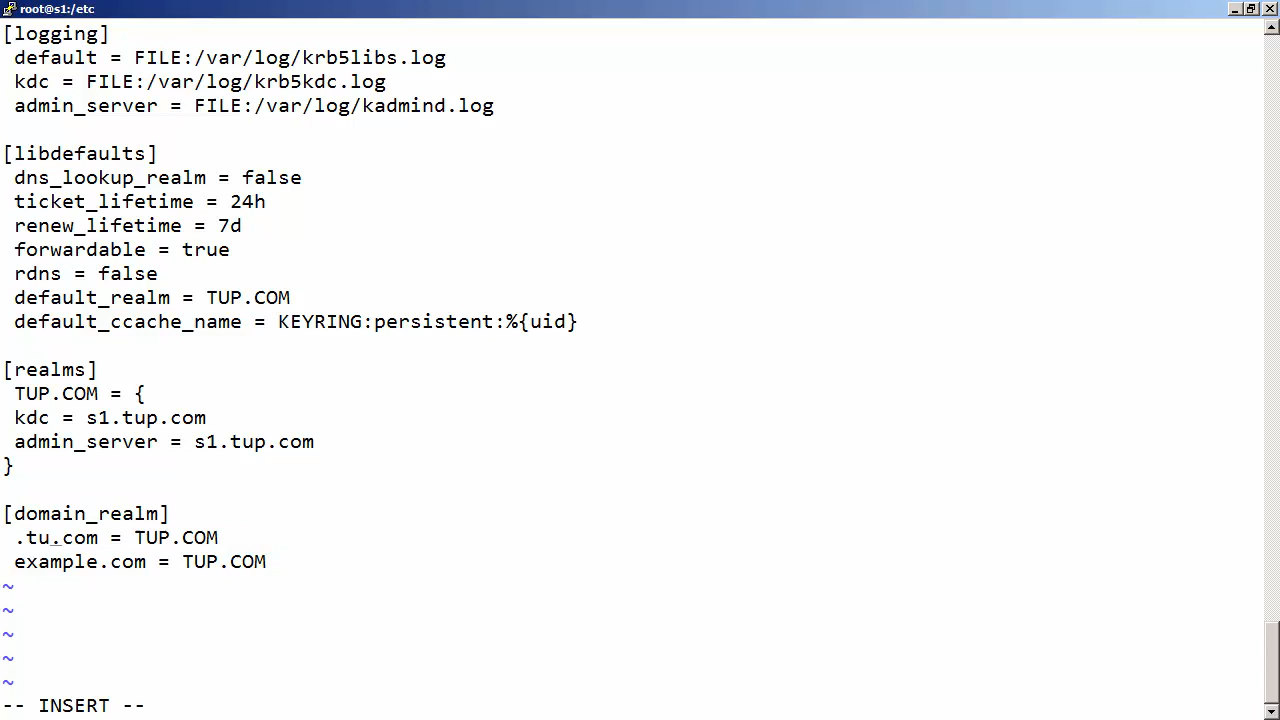 root@s1:/etc
[logging]
 default = FILE:/var/log/krb5libs.log
 kdc = FILE:/var/log/krb5kdc.log
 admin_server = FILE:/var/log/kadmind.log

[libdefaults]
 dns_lookup_realm = false
 ticket_lifetime = 24h
 renew_lifetime = 7d
 forwardable = true
 rdns = false
 default_realm = TUP.COM
 default_ccache_name = KEYRING:persistent:%{uid}

[realms]
 TUP.COM = {
 kdc = s1.tup.com
 admin_server = s1.tup.com
}

[domain_realm]
 .tu.com = TUP.COM
 example.com = TUP.COM
~
~
~
~
~
-- INSERT --